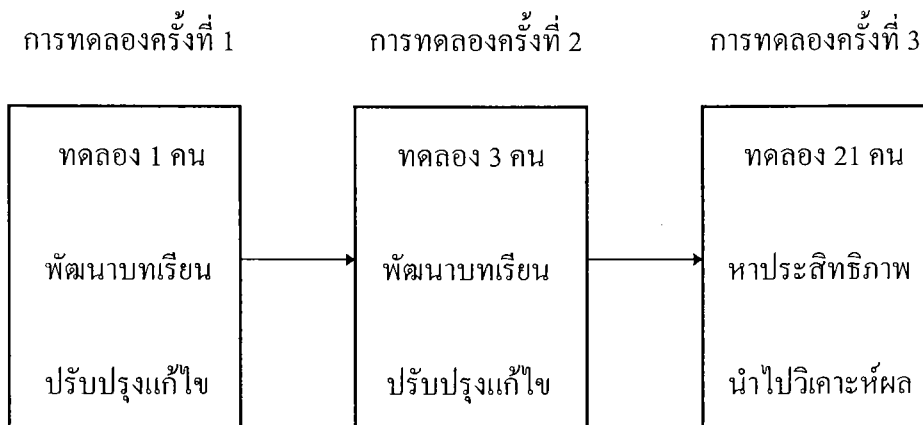 การทดลองครั้งที่ 1
การทดลองครั้งที่ 2
การทดลองครั้งที่ 3
ทดลอง 1 คน
พัฒนาบทเรียน
ปรับปรุงแก้ไข
ทดลอง 3 คน
พัฒนาบทเรียน
ปรับปรุงแก้ไข
ทดลอง 21 คน
หาประสิทธิภาพ
นำไปวิเคาะห์ผล